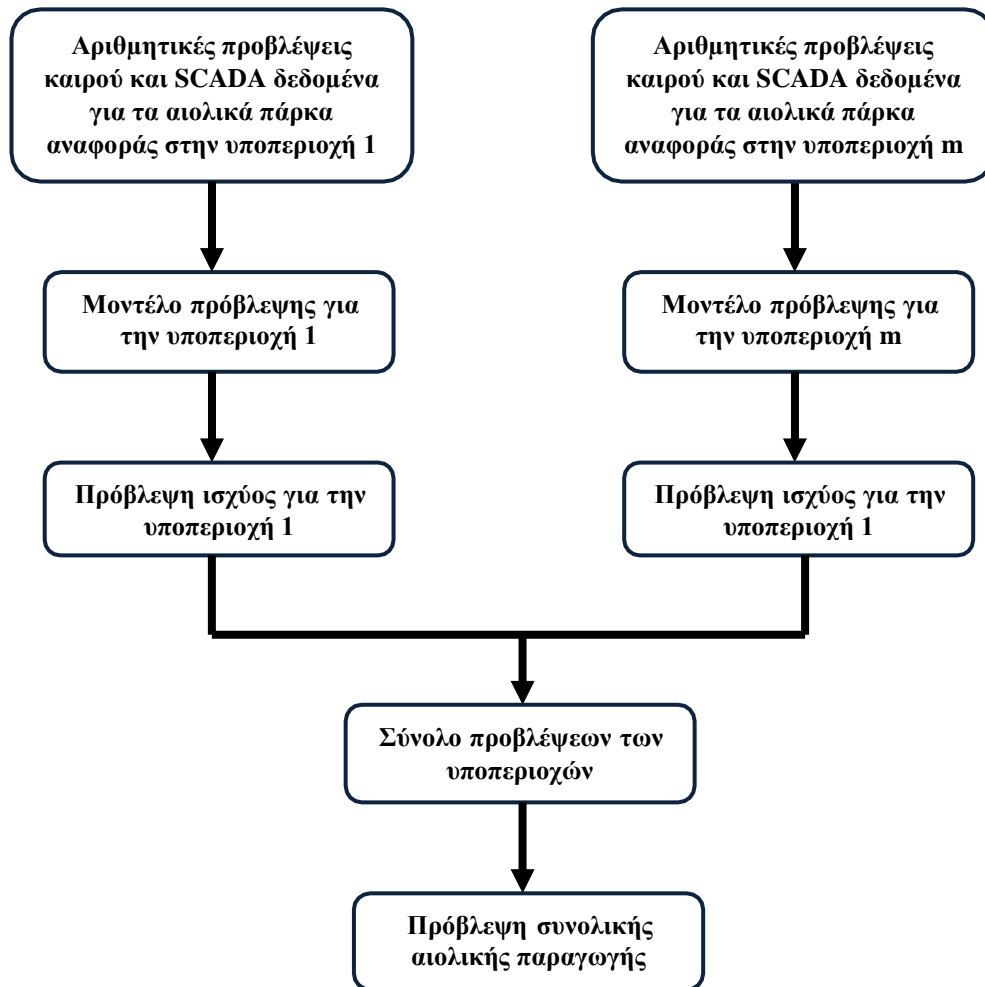 Αριθμητικές προβλέψεις
καιρού και SCADA δεδομένα
για τα αιολικά πάρκα
αναφοράς στην υποπεριοχή 1
Αριθμητικές προβλέψεις
καιρού και SCADA δεδομένα
για τα αιολικά πάρκα
αναφοράς στην υποπεριοχή m
Μοντέλο πρόβλεψης για
την υποπεριοχή 1
Μοντέλο πρόβλεψης για
την υποπεριοχή m
Πρόβλεψη ισχύος για την
υποπεριοχή 1
Πρόβλεψη ισχύος για την
υποπεριοχή 1
Σύνολο προβλέψεων των
υποπεριοχών
Πρόβλεψη συνολικής
αιολικής παραγωγής